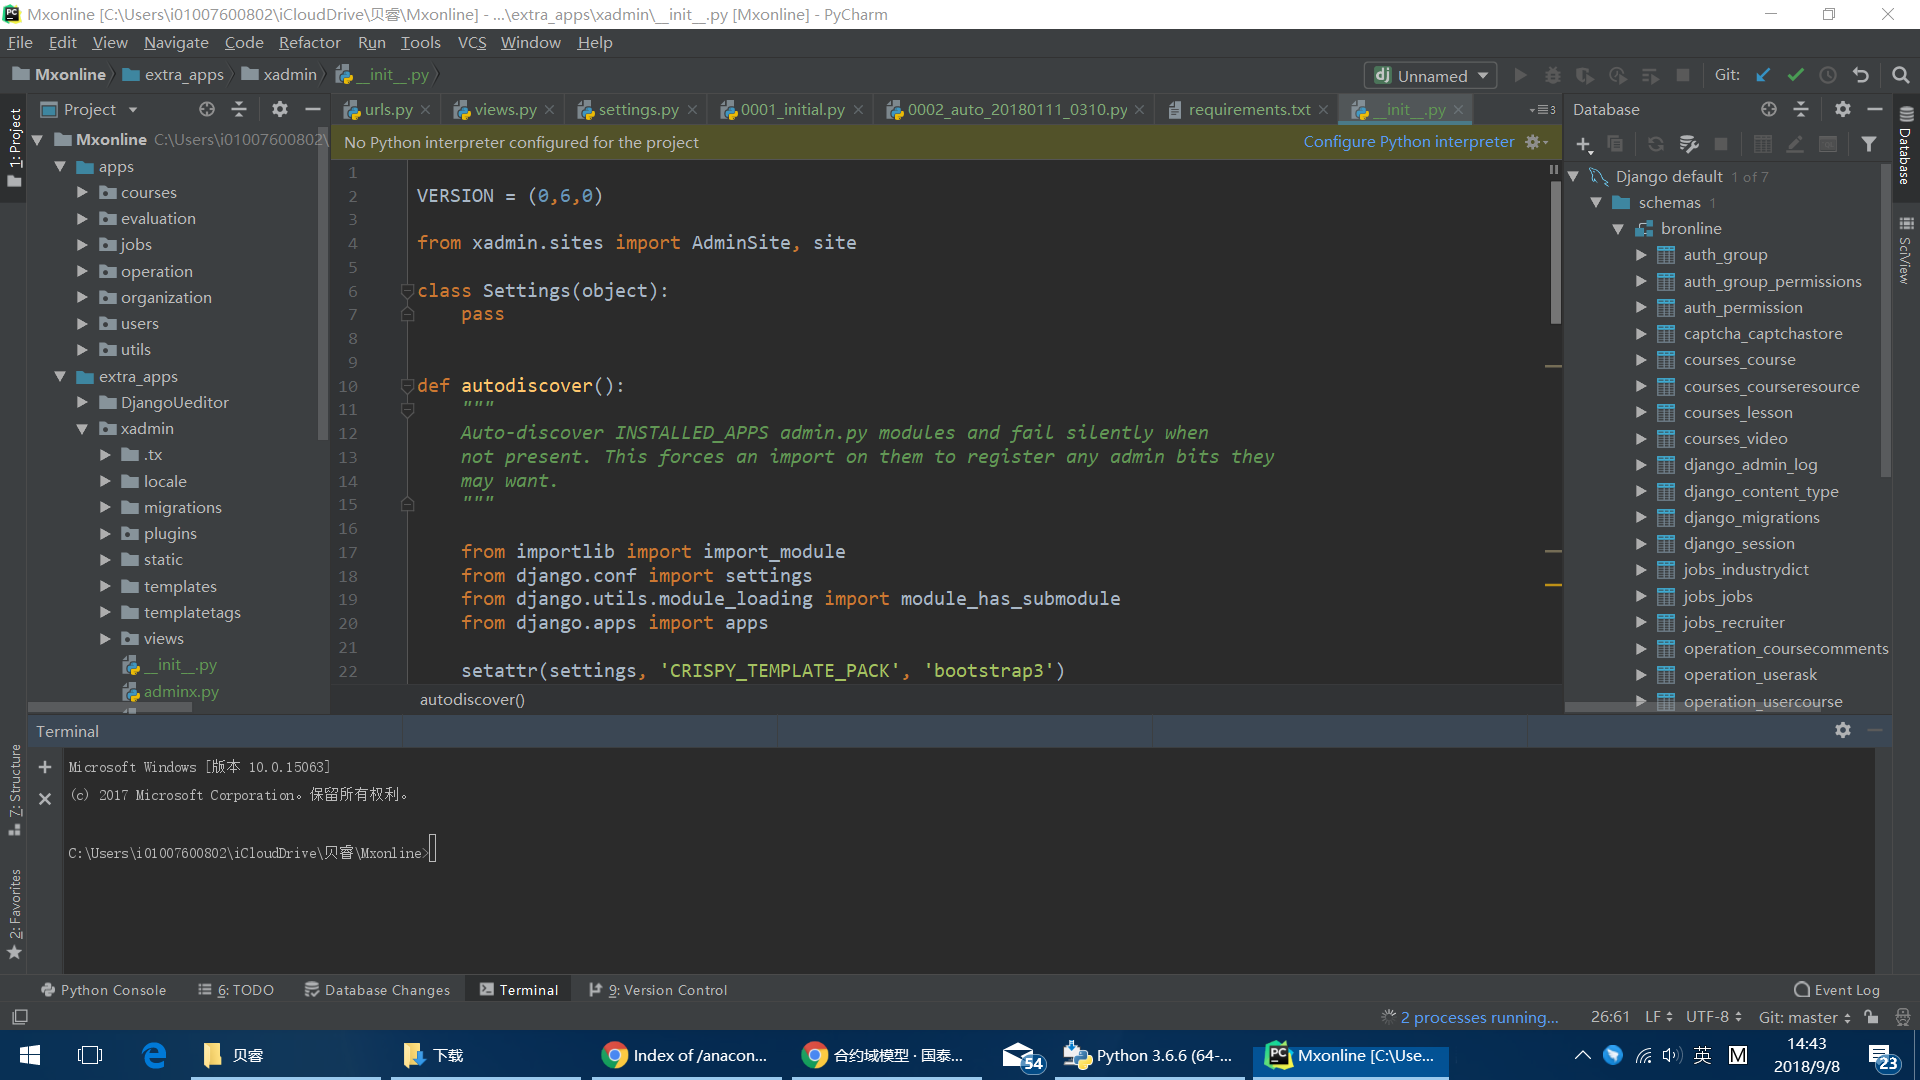 Mxonline [C:\Users\i01007600802\iCloudDrive\贝睿\Mxonline] - ...\extra_apps\xadmin\__init__.py [Mxonline] - PyCharm
File Edit View Navigate Code Refactor Run Tools VCS Window Help
Mxonline extra_apps xadmin __init__.py
Unnamed
Git:
1: Project
Project
Mxonline C:\Users\i01007600802\
apps
courses
evaluation
jobs
operation
organization
users
utils
extra_apps
DjangoUeditor
xadmin
.tx
locale
migrations
plugins
static
templates
templatetags
views
__init__.py
adminx.py
urls.py views.py settings.py 0001_initial.py 0002_auto_20180111_0310.py requirements.txt __init__.py
3
No Python interpreter configured for the project
Configure Python interpreter
1
2 VERSION = (0,6,0)
3
4 from xadmin.sites import AdminSite, site
5
6 class Settings(object):
7 pass
8
9
10 def autodiscover():
11 """
12 Auto-discover INSTALLED_APPS admin.py modules and fail silently when
13 not present. This forces an import on them to register any admin bits they
14 may want.
15 """
16
17 from importlib import import_module
18 from django.conf import settings
19 from django.utils.module_loading import module_has_submodule
20 from django.apps import apps
21
22 setattr(settings, 'CRISPY_TEMPLATE_PACK', 'bootstrap3')
autodiscover()
Database
Django default 1 of 7
schemas 1
bronline
auth_group
auth_group_permissions
auth_permission
captcha_captchastore
courses_course
courses_courseresource
courses_lesson
courses_video
django_admin_log
django_content_type
django_migrations
django_session
jobs_industrydict
jobs_jobs
jobs_recruiter
operation_coursecomments
operation_userask
operation_usercourse
Database
SciView
Terminal
Microsoft Windows [版本 10.0.15063]
(c) 2017 Microsoft Corporation。保留所有权利。
C:\Users\i01007600802\iCloudDrive\贝睿\Mxonline>
7: Structure
2: Favorites
Python Console 6: TODO Database Changes Terminal 9: Version Control
Event Log
2 processes running... 26:61 LF UTF-8 Git: master
贝睿
下载
Index of /anacon...
合约域模型 · 国泰...
54
Python 3.6.6 (64-...
Mxonline [C:\Use...
英
M
14:43
2018/9/8
23